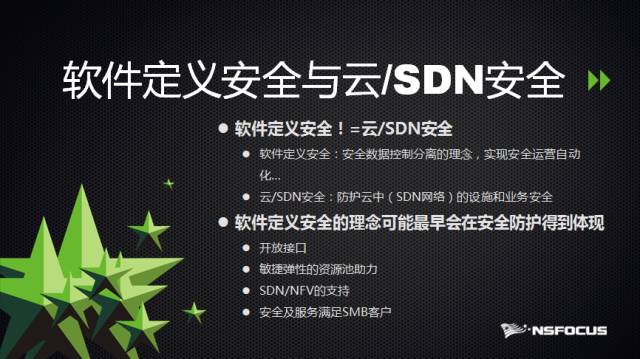 软件定义安全与云/SDN安全
软件定义安全！=云/SDN安全
软件定义安全：安全数据控制分离的理念，实现安全运营自动
化...
云/SDN安全：防护云中（SDN网络）的设施和业务安全
软件定义安全的理念可能最早会在安全防护得到体现
开放接口
敏捷弹性的资源池助力
SDN/NFV的支持
安全及服务满足SMB客户
NSFOCUS